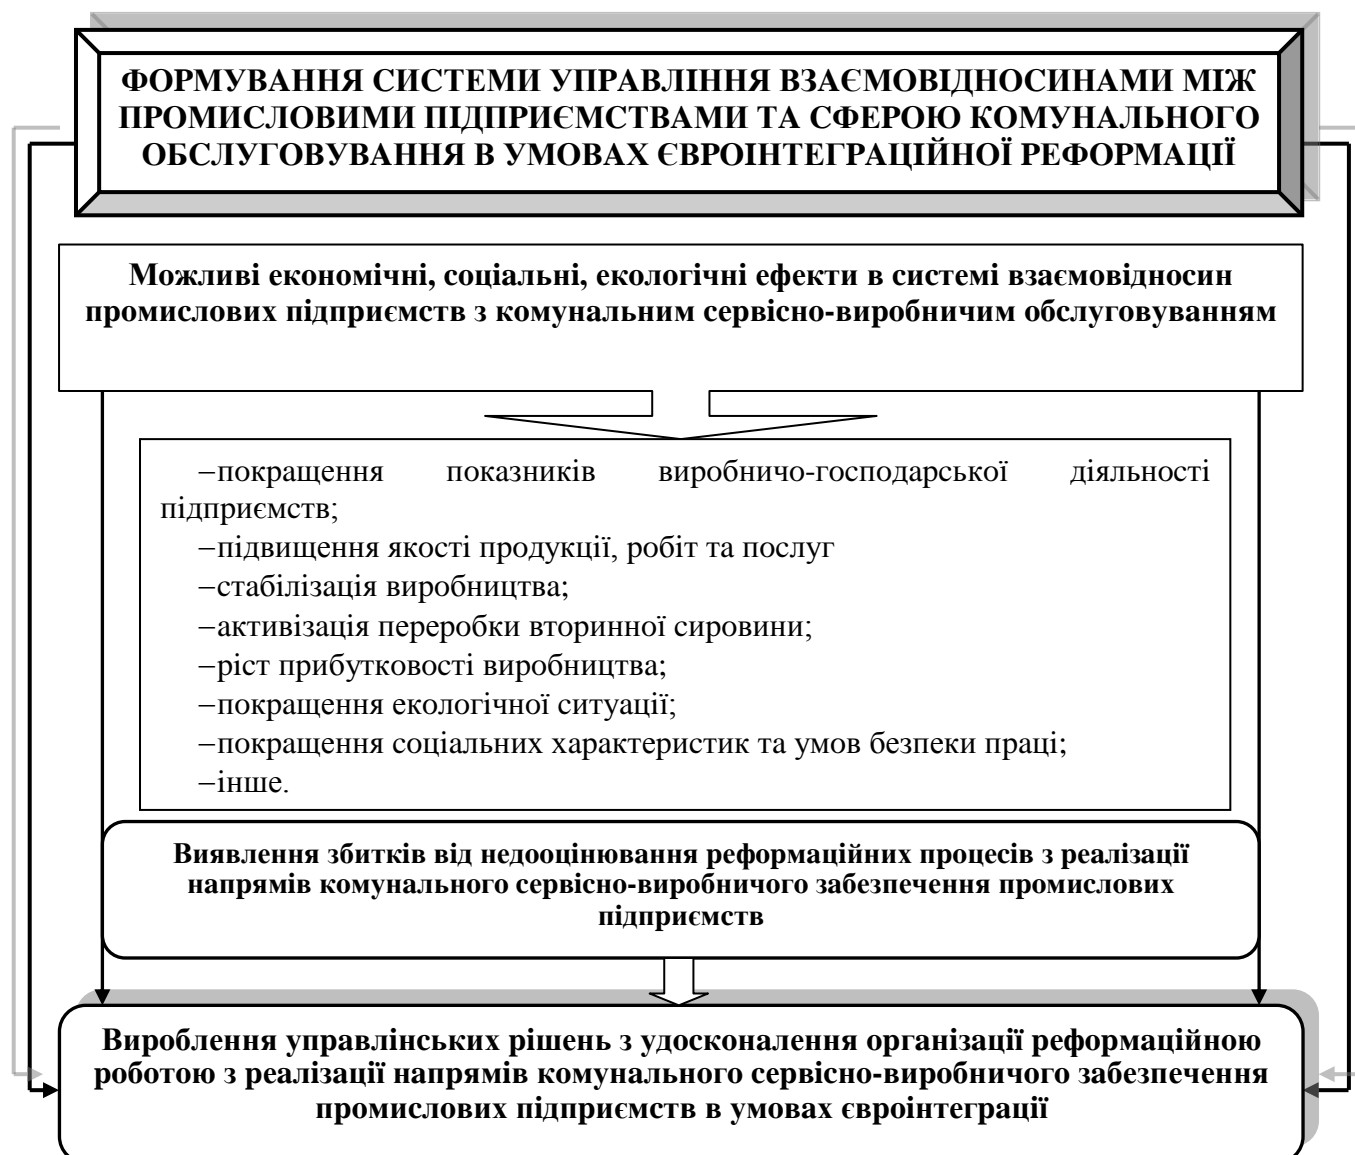 ФОРМУВАННЯ СИСТЕМИ УПРАВЛІННЯ ВЗАЄМОВІДНОСИНАМИ МІЖ
ПРОМИСЛОВИМИ ПІДПРИЄМСТВАМИ ТА СФЕРОЮ КОМУНАЛЬНОГО
ОБСЛУГОВУВАННЯ В УМОВАХ ЄВРОІНТЕГРАЦІЙНОЇ РЕФОРМАЦІЇ
Можливі економічні, соціальні, екологічні ефекти в системі взаємовідносин
промислових підприємств з комунальним сервісно-виробничим обслуговуванням
–покращення показників виробничо-господарської діяльності
підприємств;
–підвищення якості продукції, робіт та послуг
–стабілізація виробництва;
–активізація переробки вторинної сировини;
–ріст прибутковості виробництва;
–покращення екологічної ситуації;
–покращення соціальних характеристик та умов безпеки праці;
–інше.
Виявлення збитків від недооцінювання реформаційних процесів з реалізації
напрямів комунального сервісно-виробничого забезпечення промислових
підприємств
Вироблення управлінських рішень з удосконалення організації реформаційною
роботою з реалізації напрямів комунального сервісно-виробничого забезпечення
промислових підприємств в умовах євроінтеграції